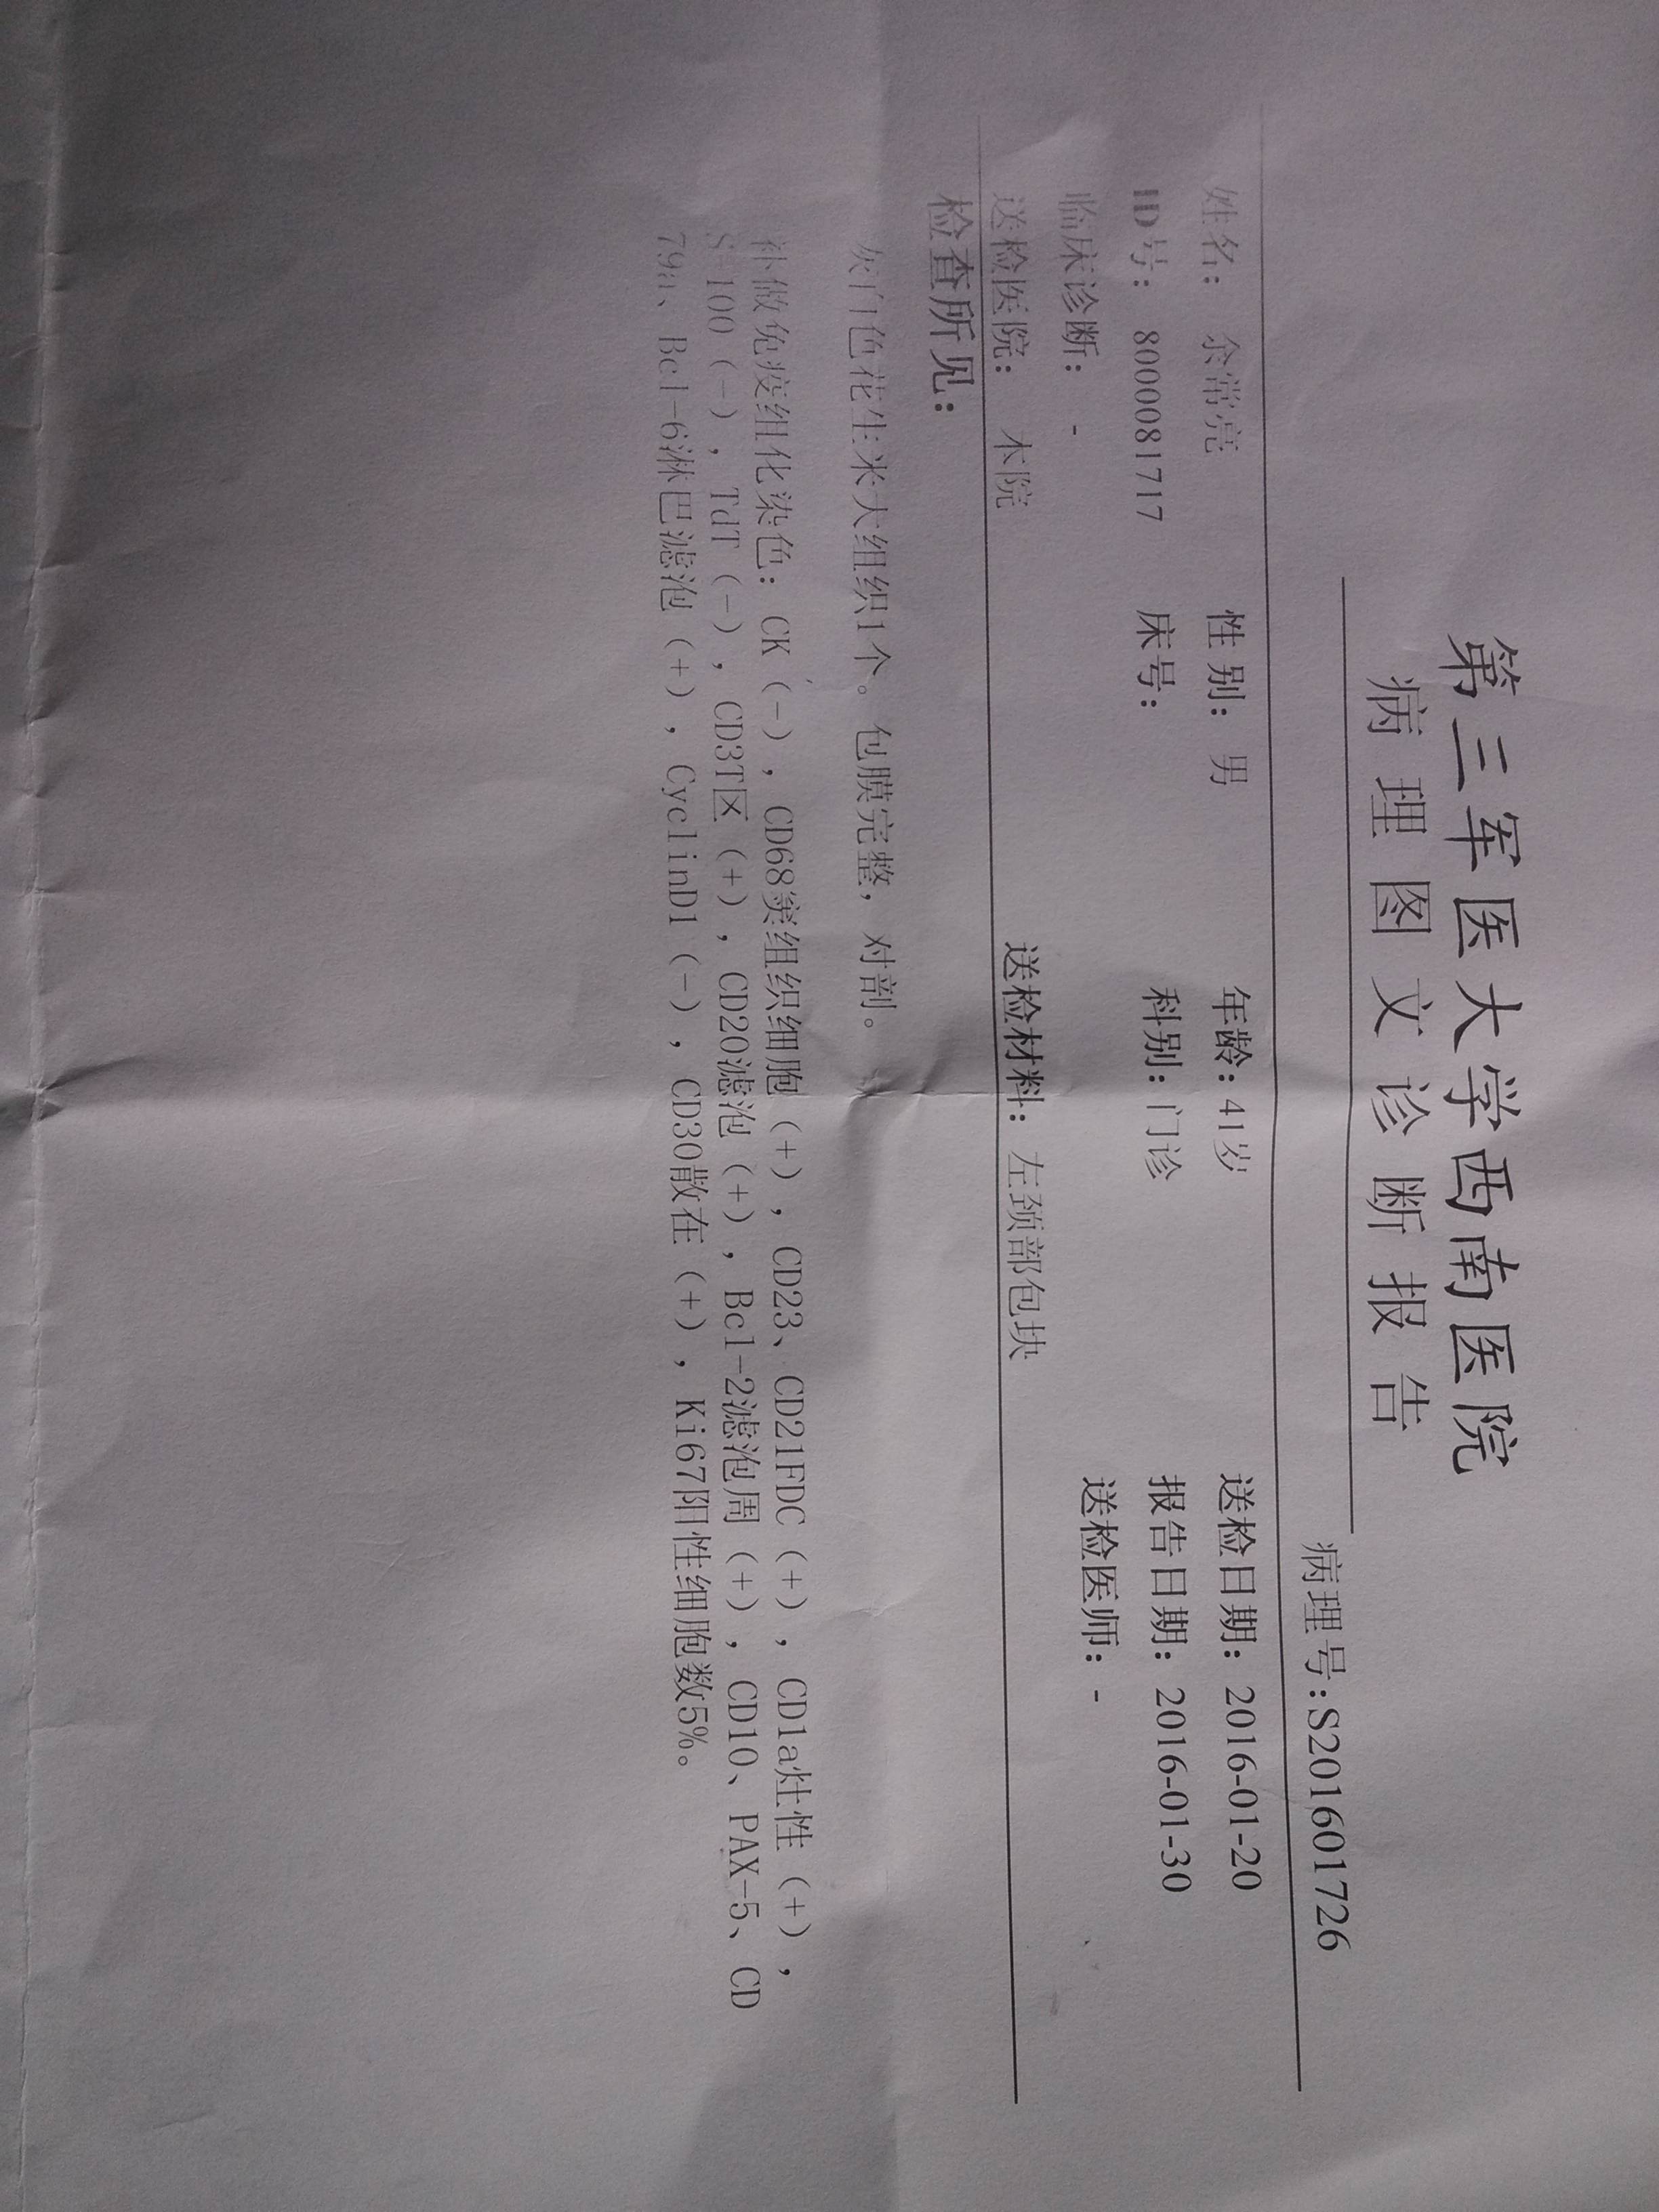 第三军医大学西南医院
病理图文诊断报告
病理号:S201601726
姓名: 余常亮 性别: 男 年龄: 41岁 送检日期: 2016-01-20
ID号: 8000081717 床号: 科别: 门诊 报告日期: 2016-01-30
临床诊断: - 送检医师: -
送检医院: 本院 送检材料: 左颈部包块
检查所见:
灰白色花生米大组织1个。包膜完整，对剖。
补做免疫组化染色: CK（-），CD68窦组织细胞（+），CD23、CD21FDC（+），CD1a灶性（+），
S-100（-），TdT（-），CD3T区（+），CD20滤泡（+），Bcl-2滤泡周（+），CD10、PAX-5、CD
79a、Bcl-6淋巴滤泡（+），CyclinD1（-），CD30散在（+），Ki67阳性细胞数5%。